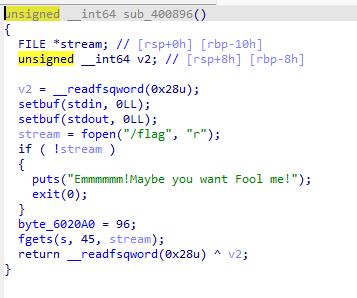 unsigned __int64 sub_400896()
{
FILE *stream; // [rsp+0h] [rbp-10h]
unsigned __int64 v2; // [rsp+8h] [rbp-8h]
v2 = __readfsqword(0x28u);
setbuf(stdin, 0LL);
setbuf(stdout, 0LL);
stream = fopen("/flag", "r");
if ( !stream )
{
puts("Emmmmmm!Maybe you want Fool me!");
exit(0);
}
byte_6020A0 = 96;
fgets(s, 45, stream);
return __readfsqword(0x28u) ^ v2;
}